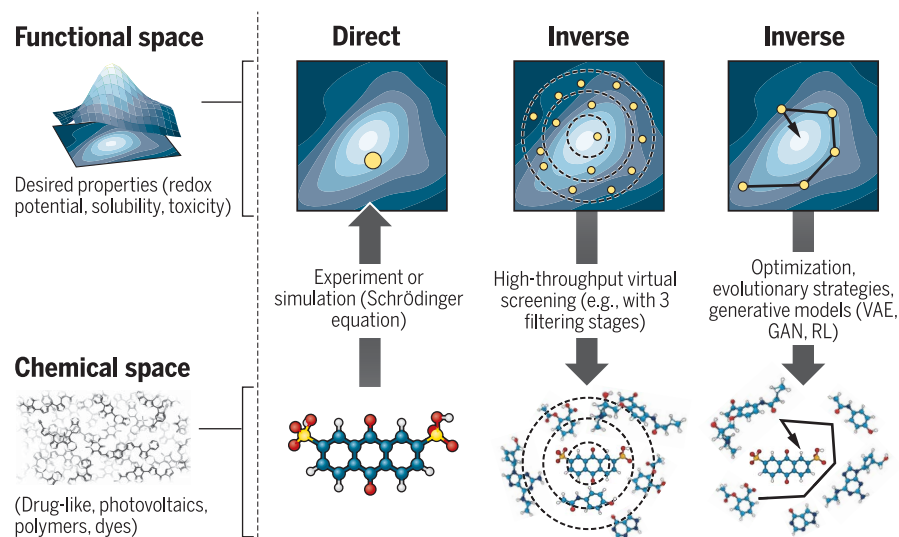 Functional space
Direct
Inverse
Inverse
Desired properties (redox
potential, solubility, toxicity)
Experiment or
simulation (Schrödinger
equation)
High-throughput virtual
screening (e.g., with 3
filtering stages)
Optimization,
evolutionary strategies,
generative models (VAE,
GAN, RL)
Chemical space
(Drug-like, photovoltaics,
polymers, dyes)